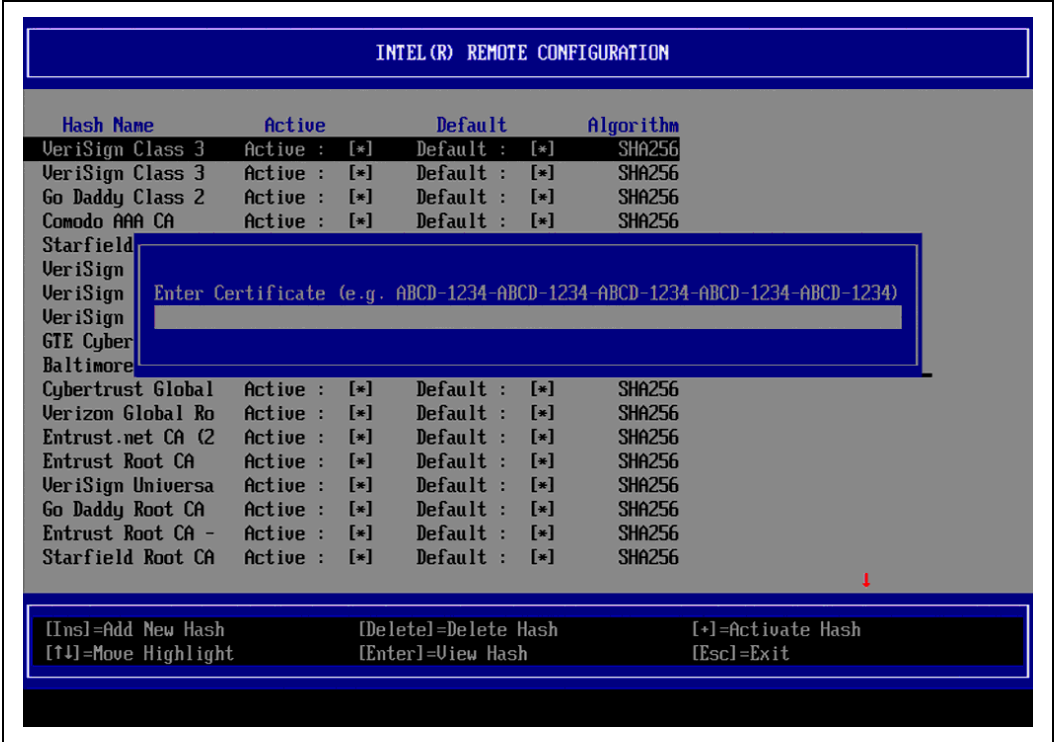 INTEL(R) REMOTE CONFIGURATION
Hash Name Active Default Algorithm
VeriSign Class 3 Active : [*] Default : [*] SHA256
VeriSign Class 3 Active : [*] Default : [*] SHA256
Go Daddy Class 2 Active : [*] Default : [*] SHA256
Comodo AAA CA Active : [*] Default : [*] SHA256
Starfield
VeriSign
VeriSign
VeriSign
GTE Cyber
Baltimore
Enter Certificate (e.g. ABCD-1234-ABCD-1234-ABCD-1234-ABCD-1234-ABCD-1234)
Cybertrust Global Active : [*] Default : [*] SHA256
Verizon Global Ro Active : [*] Default : [*] SHA256
Entrust.net CA (2 Active : [*] Default : [*] SHA256
Entrust Root CA Active : [*] Default : [*] SHA256
VeriSign Universa Active : [*] Default : [*] SHA256
Go Daddy Root CA Active : [*] Default : [*] SHA256
Entrust Root CA - Active : [*] Default : [*] SHA256
Starfield Root CA Active : [*] Default : [*] SHA256
↓
[Ins]=Add New Hash [Delete]=Delete Hash [+]=Activate Hash
[↑↓]=Move Highlight [Enter]=View Hash [Esc]=Exit